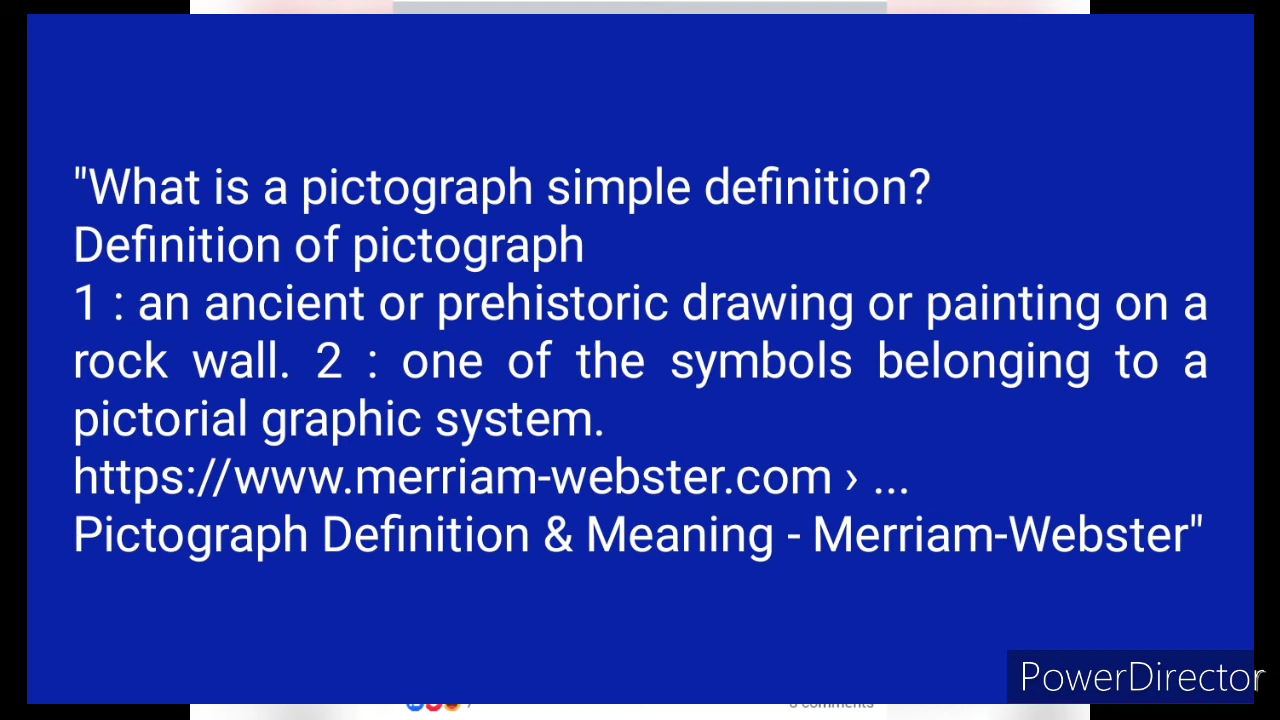 "What is a pictograph simple definition?
Definition of pictograph
1 : an ancient or prehistoric drawing or painting on a
rock wall. 2 : one of the symbols belonging to a
pictorial graphic system.
https://www.merriam-webster.com › ...
Pictograph Definition & Meaning - Merriam-Webster"
PowerDirector
comments